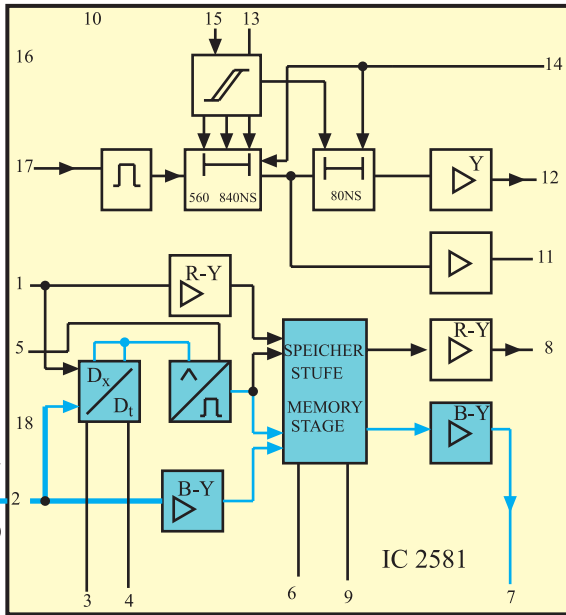 10
15 13
16
14
17
560 840NS
80NS
Y
12
11
1
R-Y
5
SPEICHER
STUFE
MEMORY
STAGE
R-Y
8
Dx
Dt
18
B-Y
2
B-Y
3 4
6 9
IC 2581
7